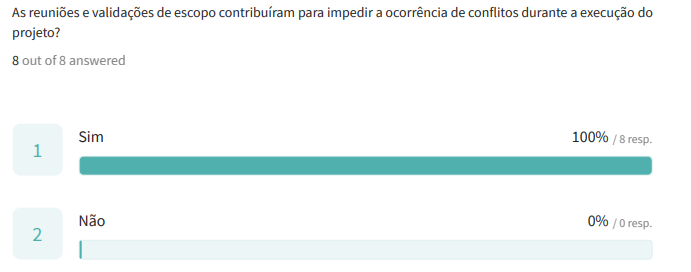 As reuniões e validações de escopo contribuíram para impedir a ocorrência de conflitos durante a execução do
projeto?
8 out of 8 answered
1
Sim
100% / 8 resp.
2
Não
0% / 0 resp.